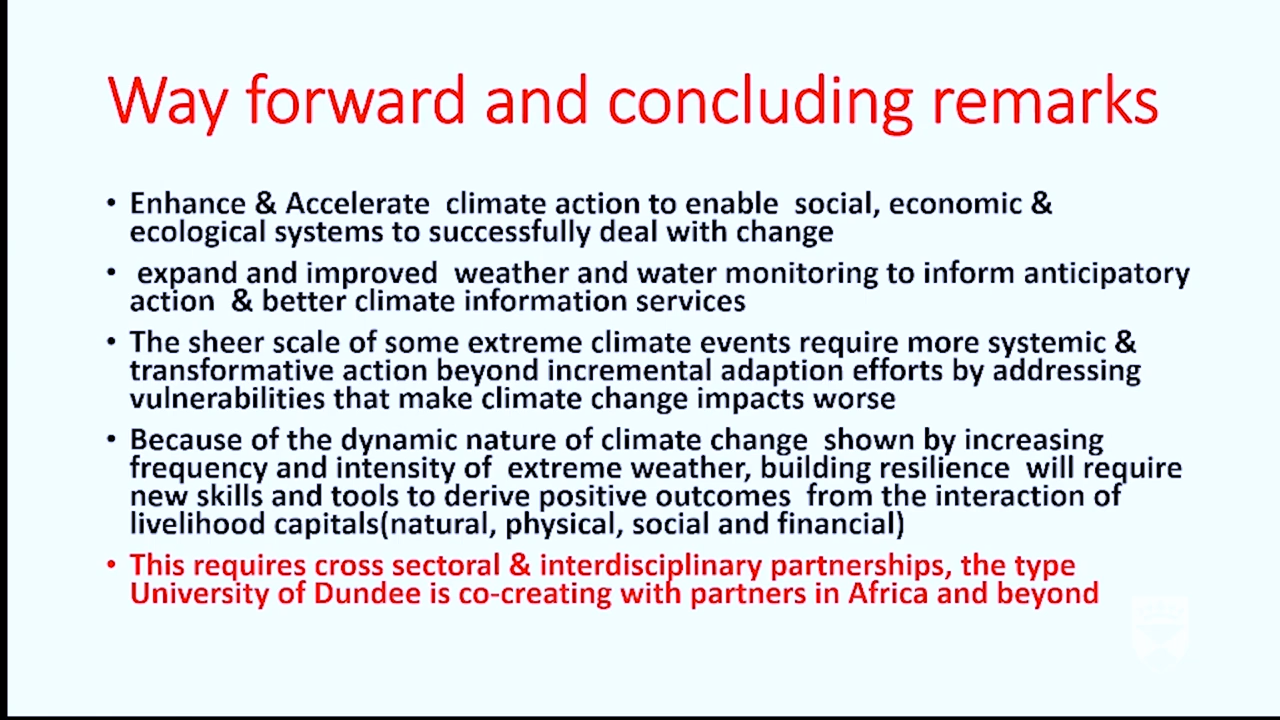 Way forward and concluding remarks
• Enhance & Accelerate climate action to enable social, economic &
ecological systems to successfully deal with change
• expand and improved weather and water monitoring to inform anticipatory
action & better climate information services
• The sheer scale of some extreme climate events require more systemic &
transformative action beyond incremental adaption efforts by addressing
vulnerabilities that make climate change impacts worse
• Because of the dynamic nature of climate change shown by increasing
frequency and intensity of extreme weather, building resilience will require
new skills and tools to derive positive outcomes from the interaction of
livelihood capitals(natural, physical, social and financial)
• This requires cross sectoral & interdisciplinary partnerships, the type
University of Dundee is co-creating with partners in Africa and beyond